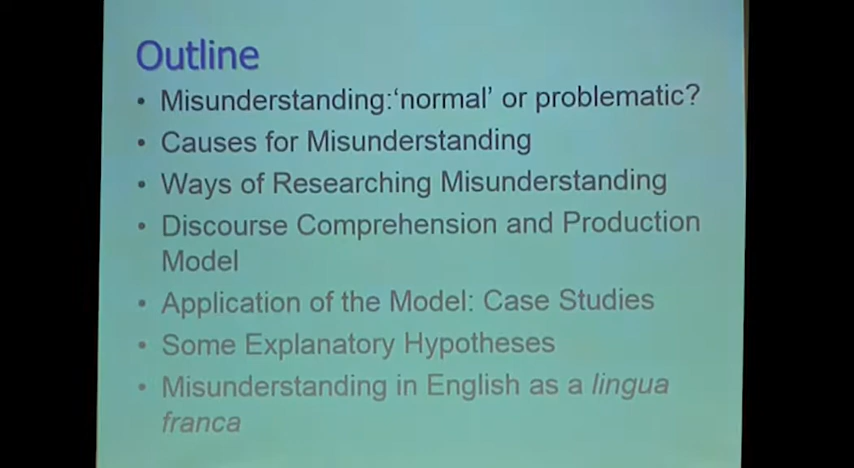 Outline
• Misunderstanding:‘normal’ or problematic?
• Causes for Misunderstanding
• Ways of Researching Misunderstanding
• Discourse Comprehension and Production
Model
• Application of the Model: Case Studies
• Some Explanatory Hypotheses
• Misunderstanding in English as a lingua
franca